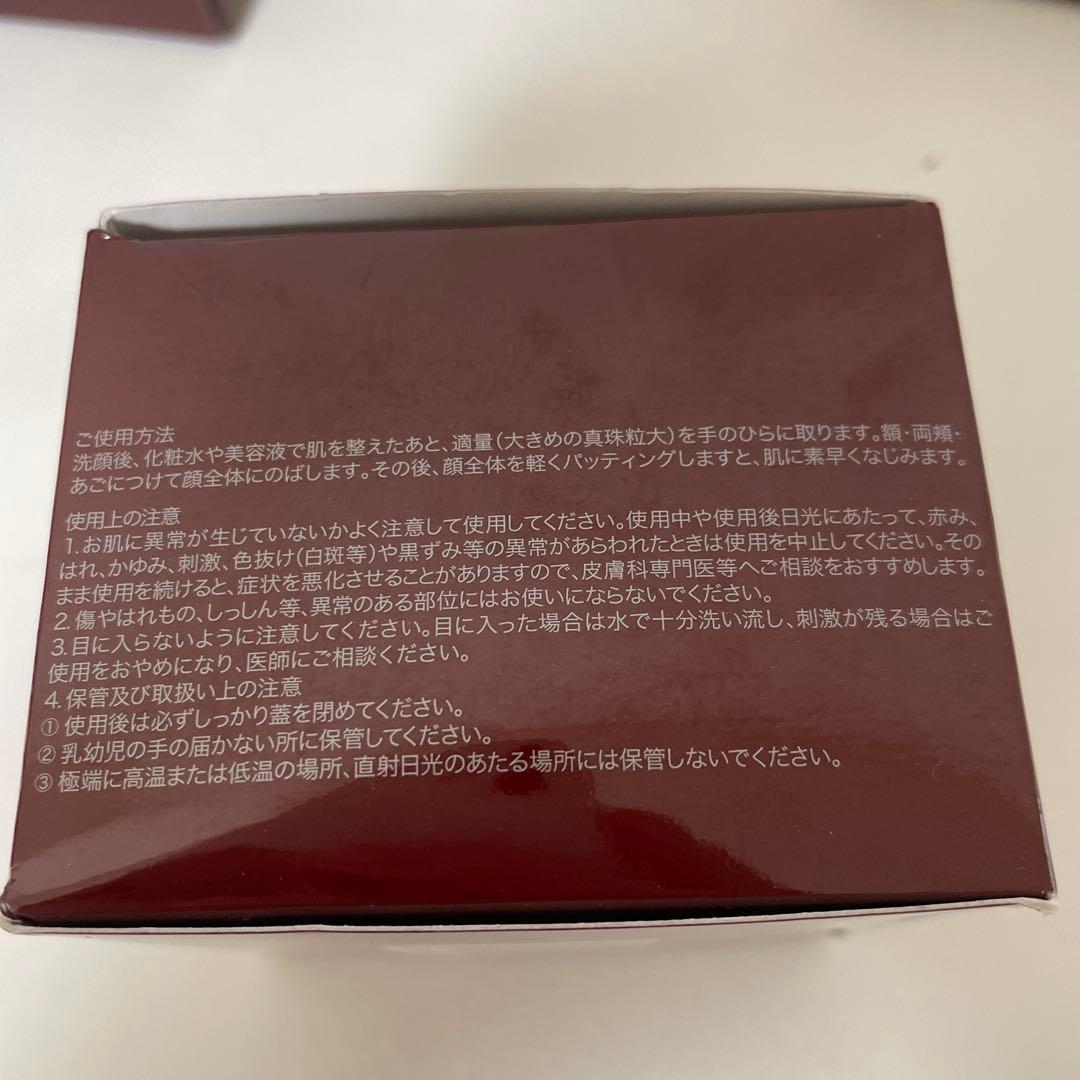 ご使用方法
洗顔後、化粧水や美容液で肌を整えたあと、適量(大きめの真珠粒大)を手のひらに取ります。額・両頬・
あごにつけて顔全体にのばします。その後、顔全体を軽くパッティングしますと、肌に素早くなじみます。
使用上の注意
1.お肌に異常が生じていないかよく注意して使用してください。使用中や使用後日光にあたって、赤み、
はれ、かゆみ、刺激、色抜け(白斑等)や黒ずみ等の異常があらわれたときは使用を中止してください。その
まま使用を続けると、症状を悪化させることがありますので、皮膚科専門医等へご相談をおすすめします。
2.傷やはれもの、しっしん等、異常のある部位にはお使いにならないでください。
3.目に入らないように注意してください。目に入った場合は水で十分洗い流し、刺激が残る場合はご
使用をおやめになり、医師にご相談ください。
4.保管及び取扱い上の注意
① 使用後は必ずしっかり蓋を閉めてください。
② 乳幼児の手の届かない所に保管してください。
③ 極端に高温または低温の場所、直射日光のあたる場所には保管しないでください。